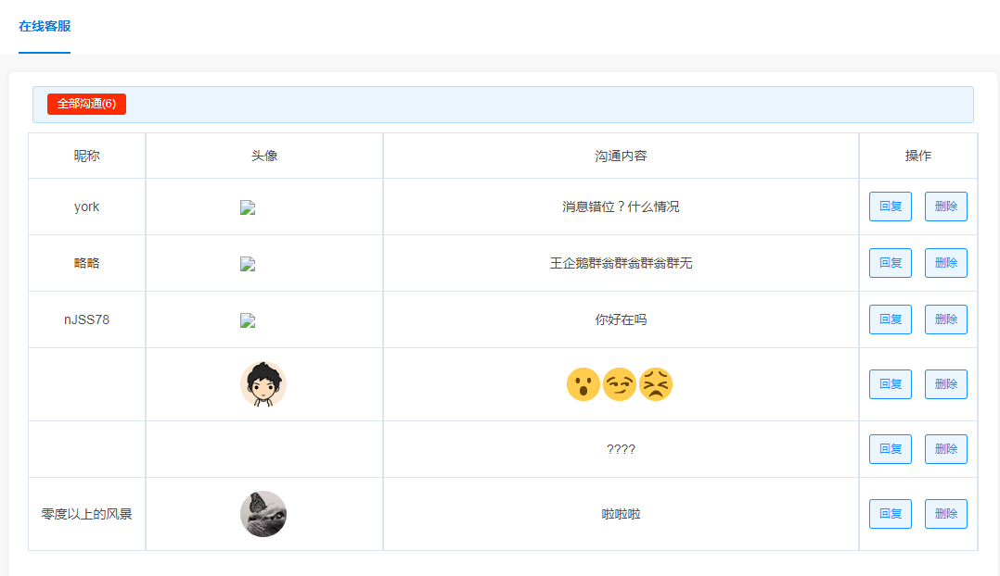 在线客服
全部沟通(6)
昵称 头像 沟通内容 操作
york 消息错位？什么情况 回复 删除
略略 王企鹅群翁群翁群翁群无 回复 删除
nJSS78 你好在吗 回复 删除
回复 删除
???? 回复 删除
零度以上的风景 啦啦啦 回复 删除